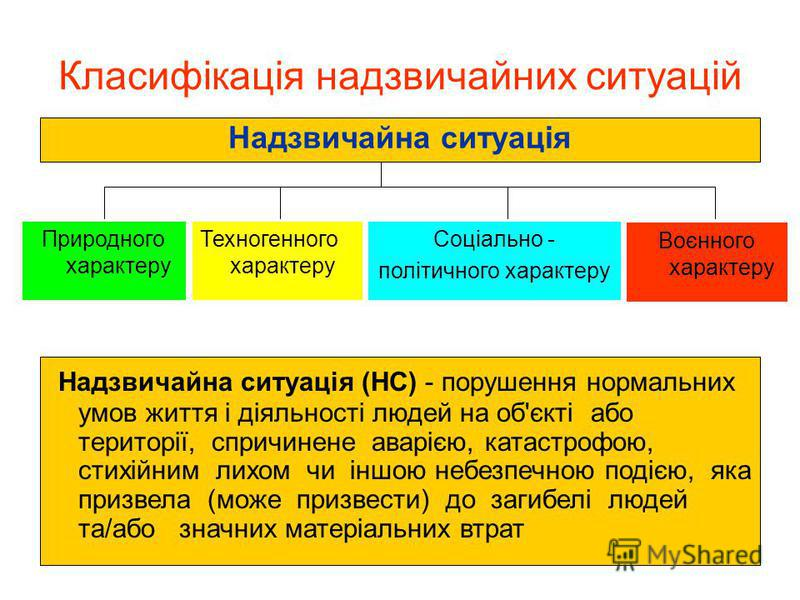 Класифікація надзвичайних ситуацій
Надзвичайна ситуація
Природного
характеру
Техногенного
характеру
Соціально -
політичного характеру
Воєнного
характеру
Надзвичайна ситуація (НС) - порушення нормальних
умов життя і діяльності людей на об'єкті або
території, спричинене аварією, катастрофою,
стихійним лихом чи іншою небезпечною подією, яка
призвела (може призвести) до загибелі людей
та/або значних матеріальних втрат
MyShared